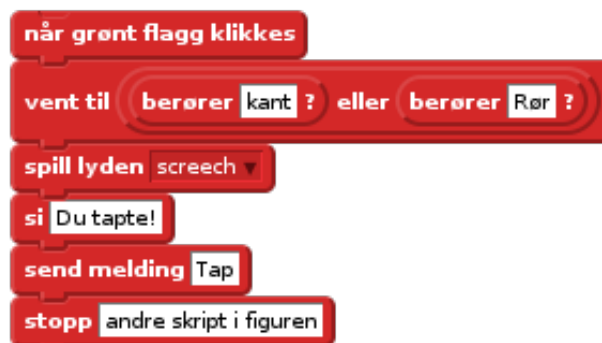 når grønt flagg klikkes
vent til berører kant ? eller berører Rør ?
spill lyden screech
si Du tapte!
send melding Tap
stopp andre skript i figuren